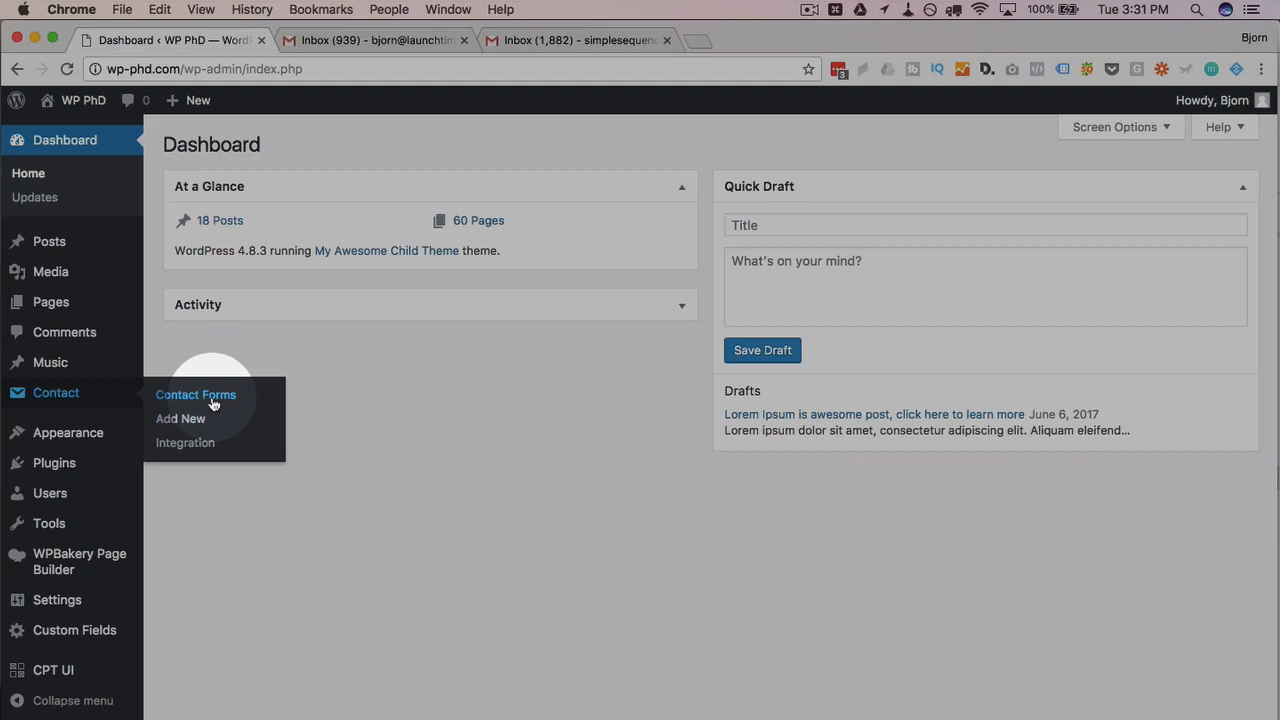 Chrome File Edit View History Bookmarks People Window Help 100% Tue 3:31 PM
Dashboard ‹ WP PhD — WordP Inbox (939) - bjorn@launchtim Inbox (1,882) - simplesequenc Bjorn
wp-phd.com/wp-admin/index.php 3
WP PhD 0 New Howdy, Bjorn
Screen Options Help
Dashboard
Home
Updates
Posts
Media
Pages
Comments
Music
Contact
Contact Forms
Add New
Integration
Appearance
Plugins
Users
Tools
WPBakery Page
Builder
Settings
Custom Fields
CPT UI
Collapse menu
Dashboard
At a Glance
18 Posts 60 Pages
WordPress 4.8.3 running My Awesome Child Theme theme.
Activity
Quick Draft
Title
What's on your mind?
Save Draft
Drafts
Lorem Ipsum is awesome post, click here to learn more June 6, 2017
Lorem ipsum dolor sit amet, consectetur adipiscing elit. Aliquam eleifend...